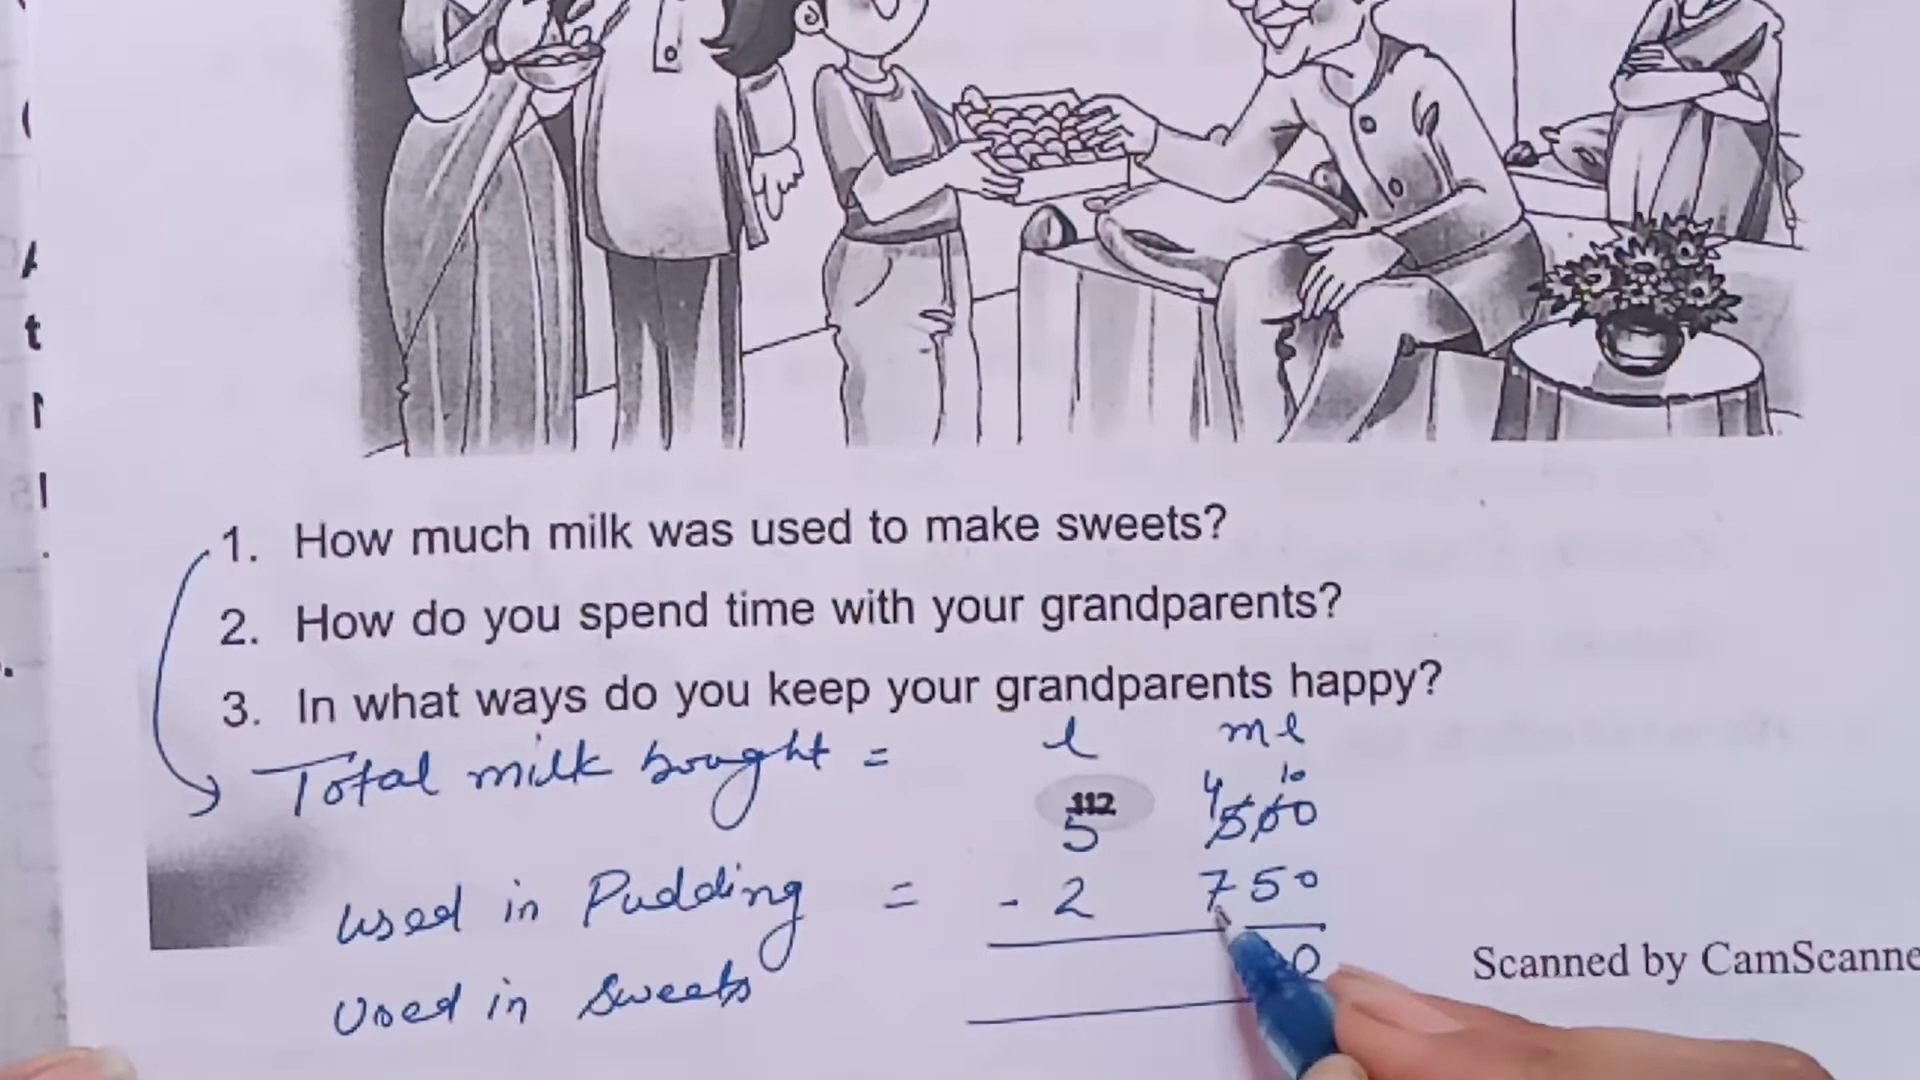 1. How much milk was used to make sweets?
2. How do you spend time with your grandparents?
3. In what ways do you keep your grandparents happy?
l ml
Total milk bought =
4 10
112
5 500
Used in Pudding = - 2 750
0
Used in Sweets
Scanned by CamScanne